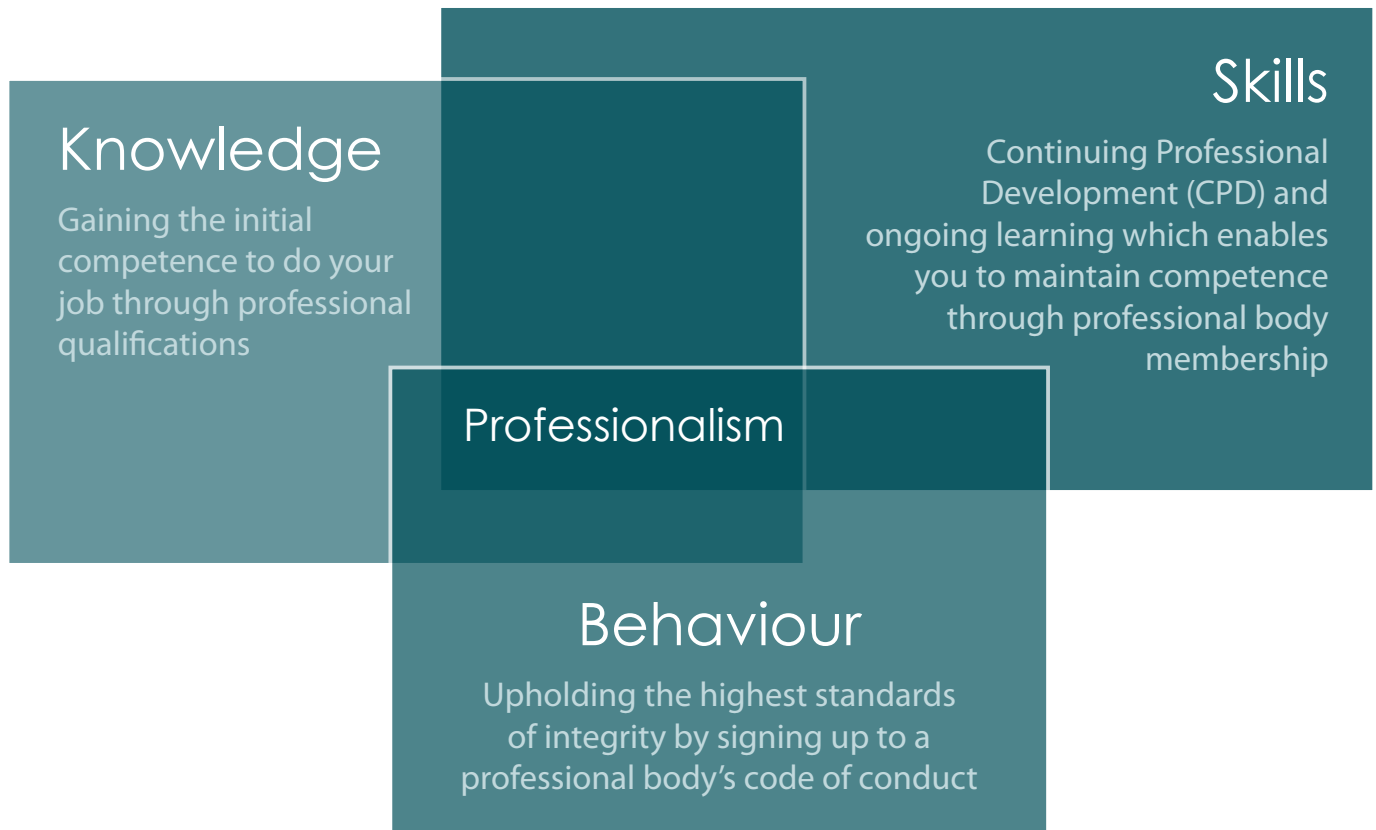 Knowledge
Gaining the initial
competence to do your
job through professional
qualifications
Skills
Continuing Professional
Development (CPD) and
ongoing learning which enables
you to maintain competence
through professional body
membership
Professionalism
Behaviour
Upholding the highest standards
of integrity by signing up to a
professional body’s code of conduct